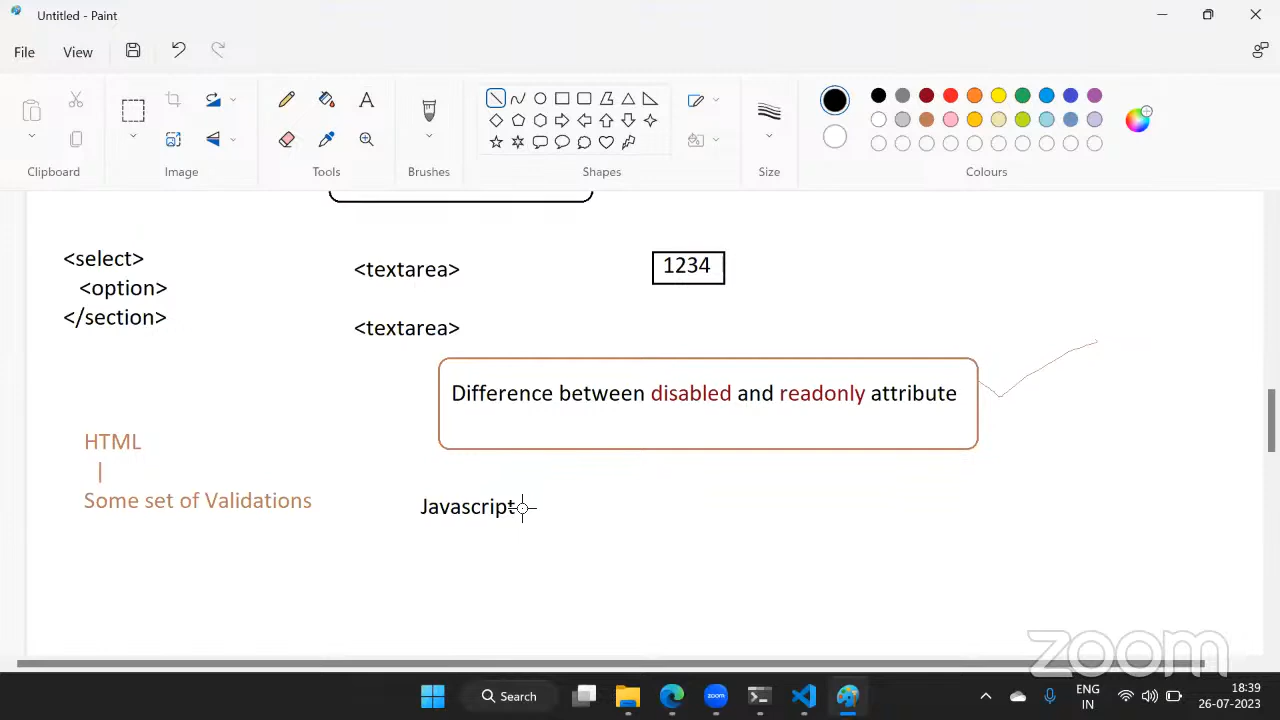 Untitled - Paint
File
View
Clipboard
Image
Tools
Brushes
Shapes
Size
Colours
<select>
<option>
</section>
<textarea>
<textarea>
1234
Difference between disabled and readonly attribute
HTML
|
Some set of Validations
Javascript
zoom
Search
zoom
ENG
IN
18:39
26-07-2023